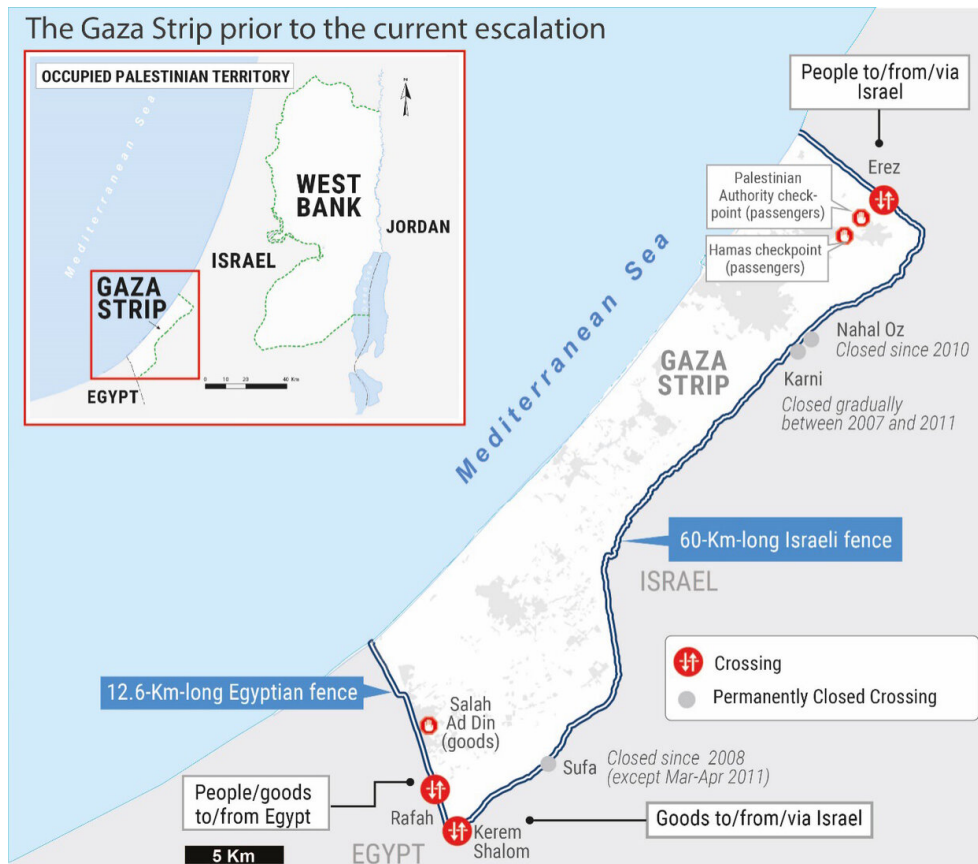 The Gaza Strip prior to the current escalation
OCCUPIED PALESTINIAN TERRITORY
Mediterranean Sea
WEST
BANK
JORDAN
ISRAEL
GAZA
STRIP
EGYPT
0 10 20 40 Km
People to/from/via
Israel
Erez
Palestinian
Authority check-
point (passengers)
Hamas checkpoint
(passengers)
Mediterranean Sea
GAZA
STRIP
Nahal Oz
Closed since 2010
Karni
Closed gradually
between 2007 and 2011
60-Km-long Israeli fence
ISRAEL
Crossing
Permanently Closed Crossing
12.6-Km-long Egyptian fence
Salah
Ad Din
(goods)
Sufa
Closed since 2008
(except Mar-Apr 2011)
People/goods
to/from Egypt
Rafah
Kerem
Shalom
Goods to/from/via Israel
5 Km
EGYPT